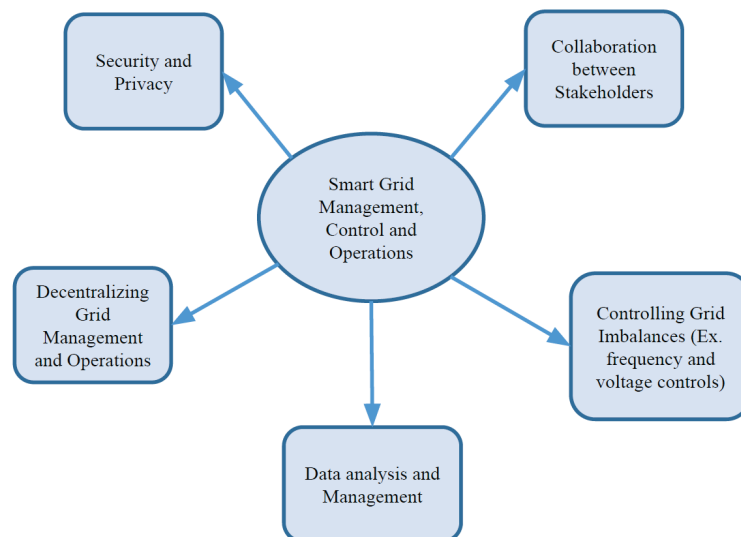 Security and
Privacy
Collaboration
between
Stakeholders
Smart Grid
Management,
Control and
Operations
Decentralizing
Grid
Management
and Operations
Controlling Grid
Imbalances (Ex.
frequency and
voltage controls)
Data analysis and
Management